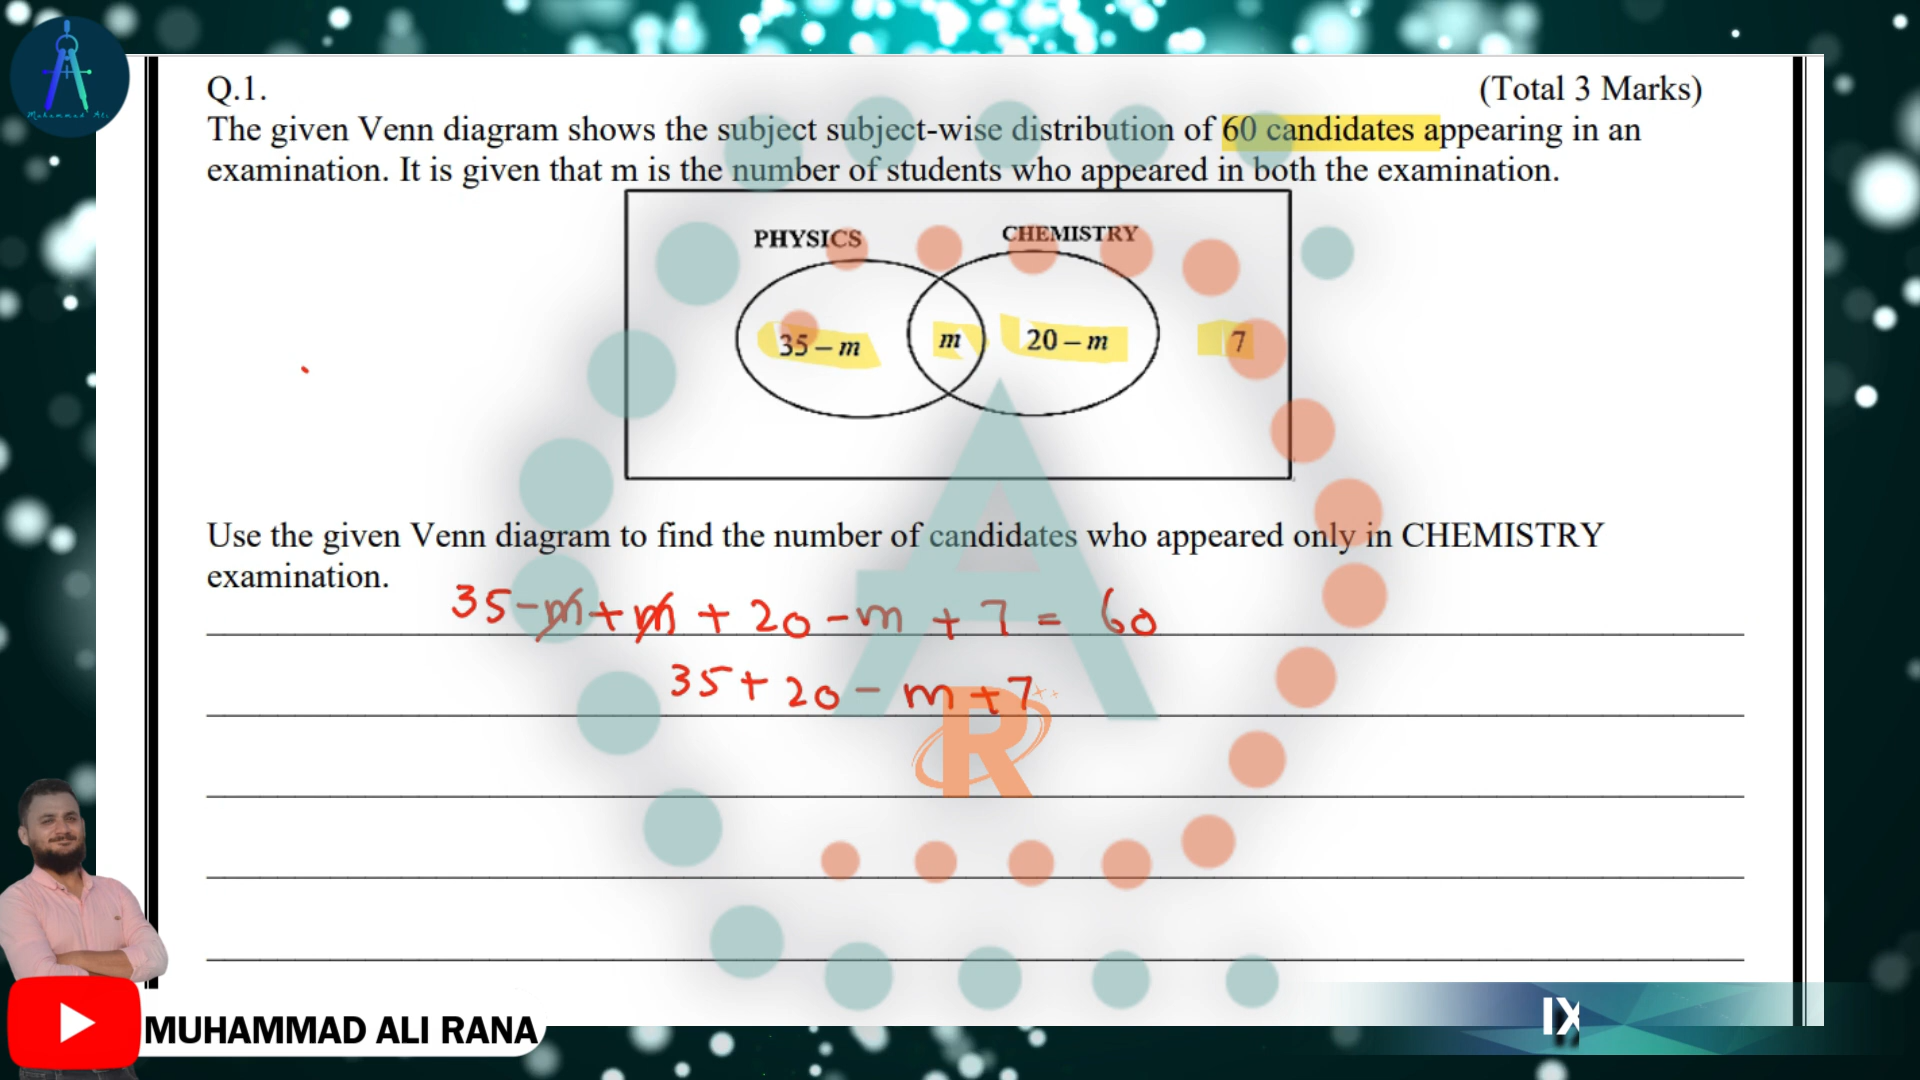 Muhammad Ali
Q.1. (Total 3 Marks)
The given Venn diagram shows the subject subject-wise distribution of 60 candidates appearing in an
examination. It is given that m is the number of students who appeared in both the examination.
PHYSICS CHEMISTRY
35 – m m 20 – m 7
Use the given Venn diagram to find the number of candidates who appeared only in CHEMISTRY
examination.
35-m+m + 20-m + 7 = 60
35+20-m+7
A
R++
MUHAMMAD ALI RANA
IX